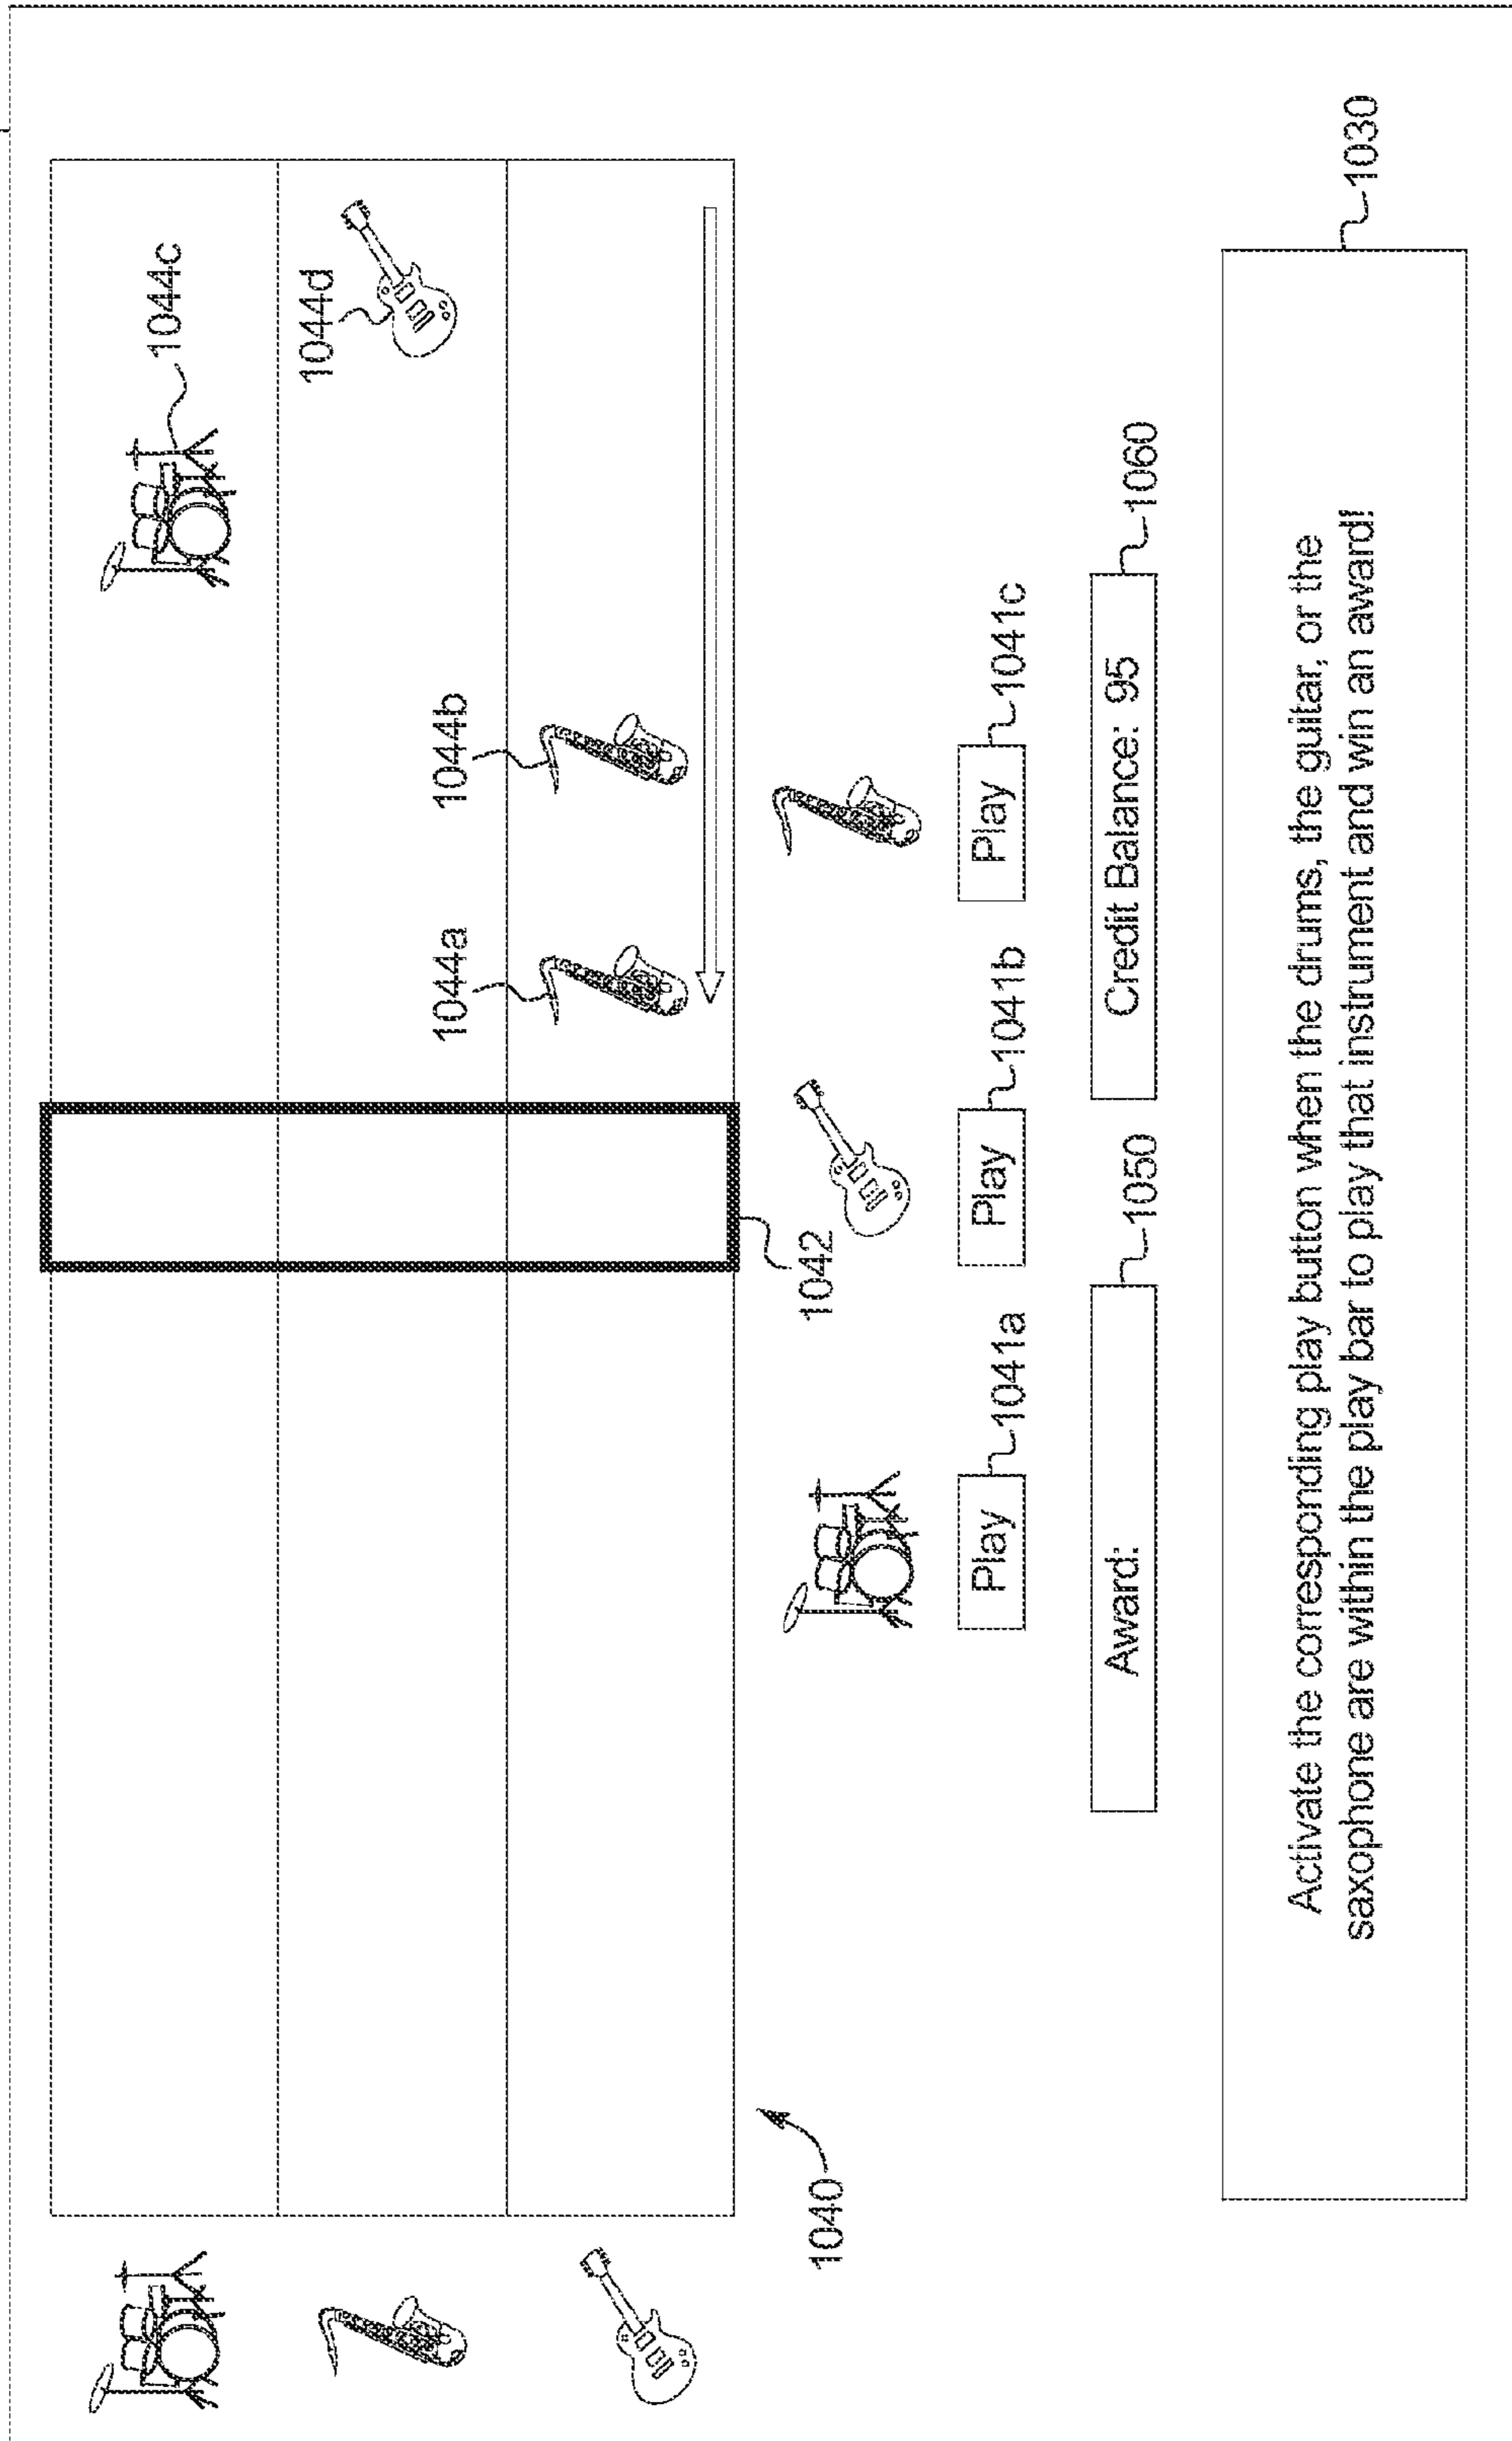 1044c
1044d
1044b
1044a
1042
1040
Play
1041a
Play
1041b
Play
1041c
Award:
1050
Credit Balance: 95
1060
Activate the corresponding play button when the drums, the guitar, or the
saxophone are within the play bar to play that instrument and win an award!
1030